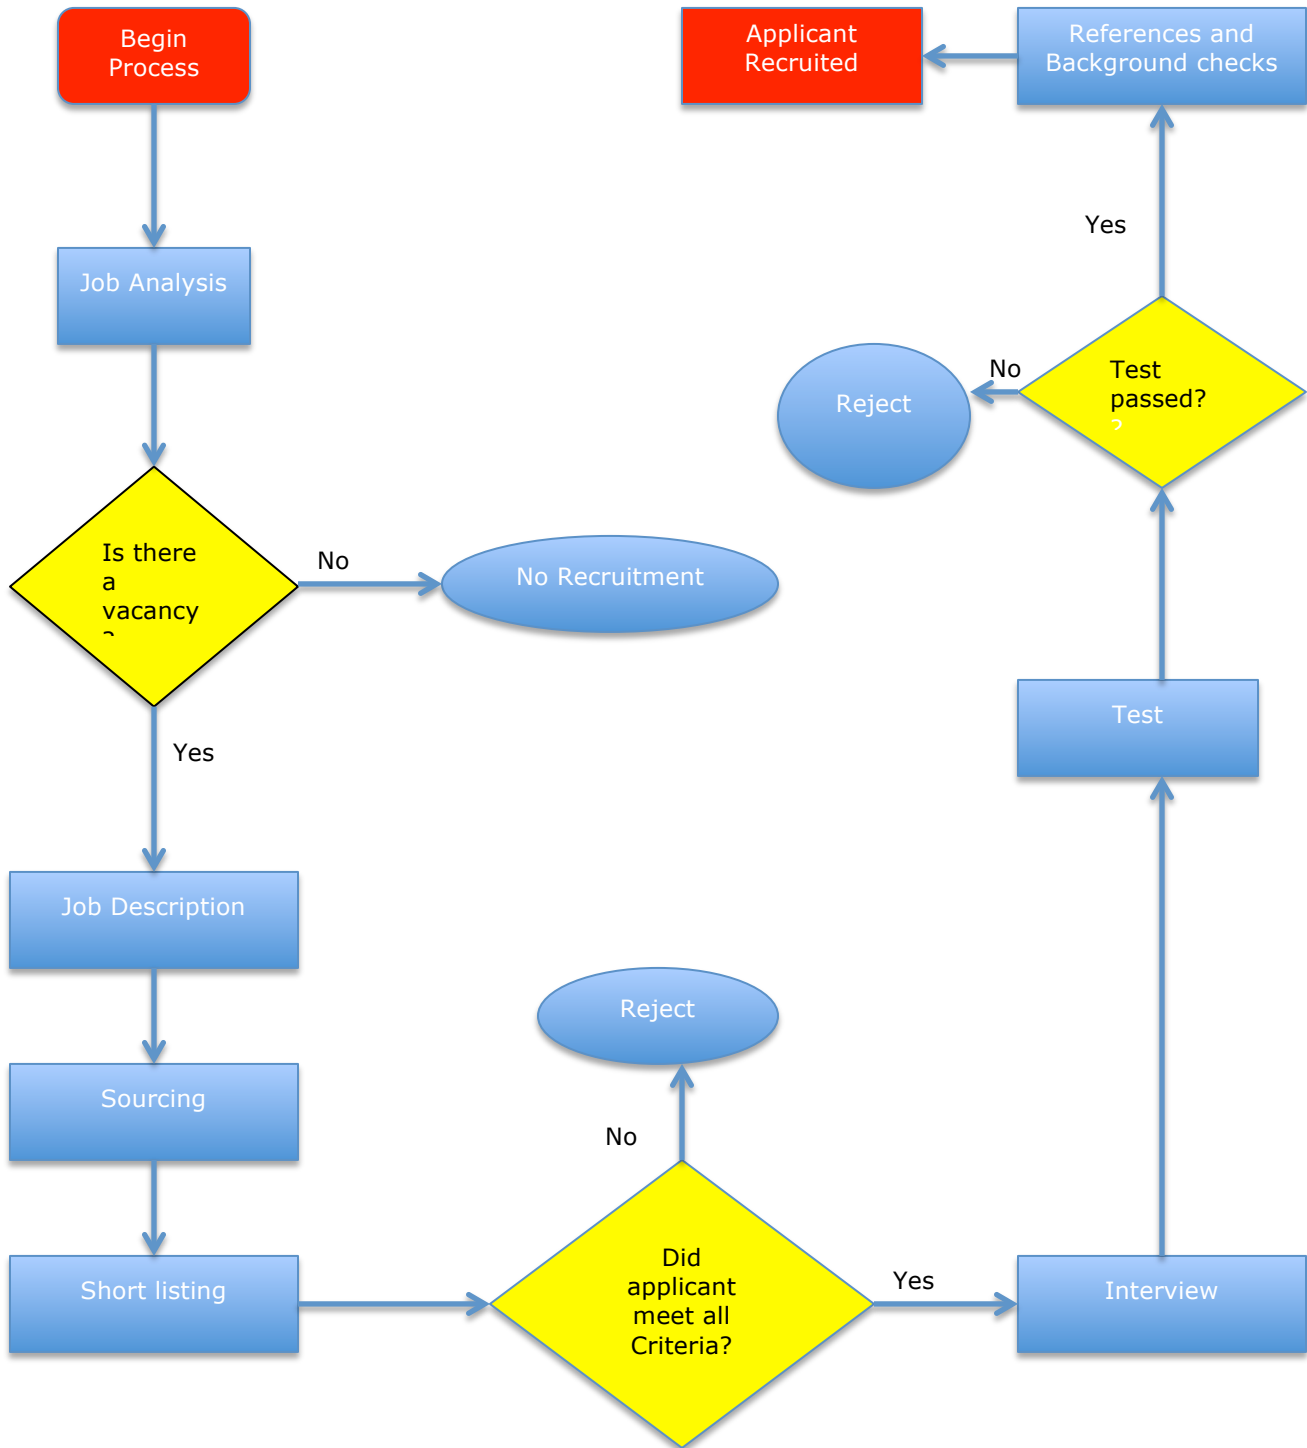 Begin
Process
Applicant
Recruited
References and
Background checks
Yes
Job Analysis
No
Reject
Test
passed?
?
Is there
a
vacancy
?
No
No Recruitment
Yes
Test
Job Description
Reject
Sourcing
No
Short listing
Did
applicant
meet all
Criteria?
Yes
Interview